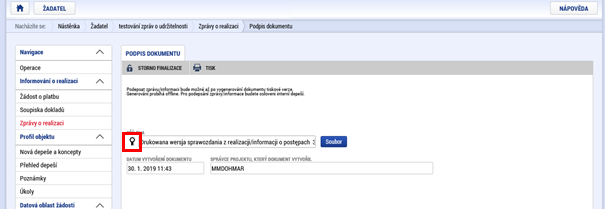 ŽADATEL NÁPOVĚDA
Nacházíte se: Nástěnka Žadatel testování zpráv o udržitelnosti Zprávy o realizaci Podpis dokumentu
Navigace
Operace
Informování o realizaci
Žádost o platbu
Soupiska dokladů
Zprávy o realizaci
Profil objektu
Nová depeše a koncepty
Přehled depeší
Poznámky
Úkoly
Datová oblast žádosti
PODPIS DOKUMENTU
STORNO FINALIZACE TISK
Podepsat zprávu/informaci bude možné až po vygenerování dokumentu tiskové verze.
Generování probíhá offline. Pro podepsání zprávy/informace budete osloveni interní depeší.
Drukowana wersja sprawozdania z realizacji/informacji o postępach Soubor
DATUM VYTVOŘENÍ DOKUMENTU SPRÁVCE PROJEKTU, KTERÝ DOKUMENT VYTVOŘIL
30. 1. 2019 11:43 MMDOHMAR